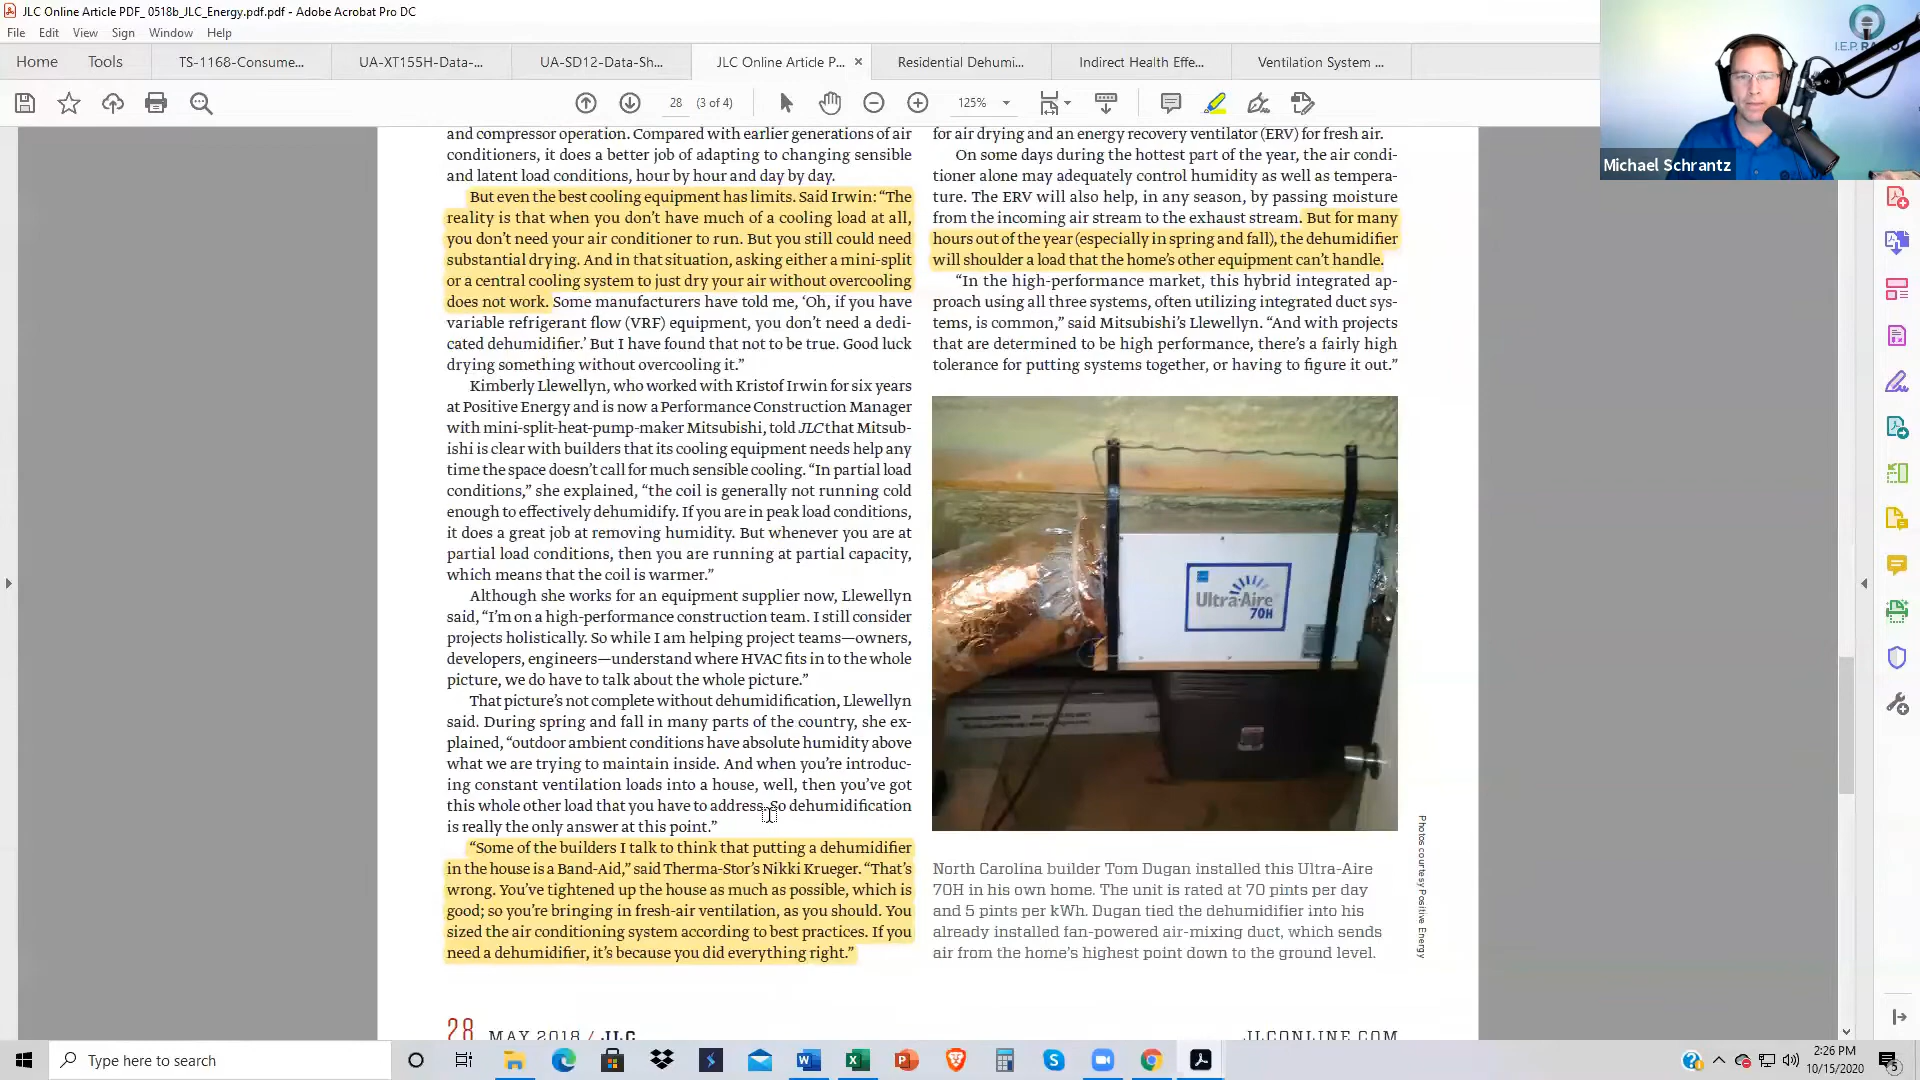 JLC Online Article PDF_ 0518b_JLC_Energy.pdf.pdf - Adobe Acrobat Pro DC
File Edit View Sign Window Help
Home Tools TS-1168-Consume... UA-XT155H-Data-... UA-SD12-Data-Sh... JLC Online Article P... × Residential Dehumi... Indirect Health Effe... Ventilation System ...
28 (3 of 4) 125%
I.E.P. RA
Michael Schrantz
and compressor operation. Compared with earlier generations of air
conditioners, it does a better job of adapting to changing sensible
and latent load conditions, hour by hour and day by day.
But even the best cooling equipment has limits. Said Irwin: “The
reality is that when you don’t have much of a cooling load at all,
you don’t need your air conditioner to run. But you still could need
substantial drying. And in that situation, asking either a mini-split
or a central cooling system to just dry your air without overcooling
does not work. Some manufacturers have told me, ‘Oh, if you have
variable refrigerant flow (VRF) equipment, you don’t need a dedi-
cated dehumidifier.’ But I have found that not to be true. Good luck
drying something without overcooling it.”
Kimberly Llewellyn, who worked with Kristof Irwin for six years
at Positive Energy and is now a Performance Construction Manager
with mini-split-heat-pump-maker Mitsubishi, told JLC that Mitsub-
ishi is clear with builders that its cooling equipment needs help any
time the space doesn’t call for much sensible cooling. “In partial load
conditions,” she explained, “the coil is generally not running cold
enough to effectively dehumidify. If you are in peak load conditions,
it does a great job at removing humidity. But whenever you are at
partial load conditions, then you are running at partial capacity,
which means that the coil is warmer.”
Although she works for an equipment supplier now, Llewellyn
said, “I’m on a high-performance construction team. I still consider
projects holistically. So while I am helping project teams—owners,
developers, engineers—understand where HVAC fits in to the whole
picture, we do have to talk about the whole picture.”
That picture’s not complete without dehumidification, Llewellyn
said. During spring and fall in many parts of the country, she ex-
plained, “outdoor ambient conditions have absolute humidity above
what we are trying to maintain inside. And when you’re introduc-
ing constant ventilation loads into a house, well, then you’ve got
this whole other load that you have to address. So dehumidification
is really the only answer at this point.”
“Some of the builders I talk to think that putting a dehumidifier
in the house is a Band-Aid,” said Therma-Stor’s Nikki Krueger. “That’s
wrong. You’ve tightened up the house as much as possible, which is
good; so you’re bringing in fresh-air ventilation, as you should. You
sized the air conditioning system according to best practices. If you
need a dehumidifier, it’s because you did everything right.”
for air drying and an energy recovery ventilator (ERV) for fresh air.
On some days during the hottest part of the year, the air condi-
tioner alone may adequately control humidity as well as tempera-
ture. The ERV will also help, in any season, by passing moisture
from the incoming air stream to the exhaust stream. But for many
hours out of the year (especially in spring and fall), the dehumidifier
will shoulder a load that the home’s other equipment can’t handle.
“In the high-performance market, this hybrid integrated ap-
proach using all three systems, often utilizing integrated duct sys-
tems, is common,” said Mitsubishi’s Llewellyn. “And with projects
that are determined to be high performance, there’s a fairly high
tolerance for putting systems together, or having to figure it out.”
Ultra-Aire
70H
Photos courtesy Positive Energy
North Carolina builder Tom Dugan installed this Ultra-Aire
70H in his own home. The unit is rated at 70 pints per day
and 5 pints per kWh. Dugan tied the dehumidifier into his
already installed fan-powered air-mixing duct, which sends
air from the home’s highest point down to the ground level.
28 MAY 2018 / JLC JLCONLINE.COM
Type here to search
2:26 PM
10/15/2020
5